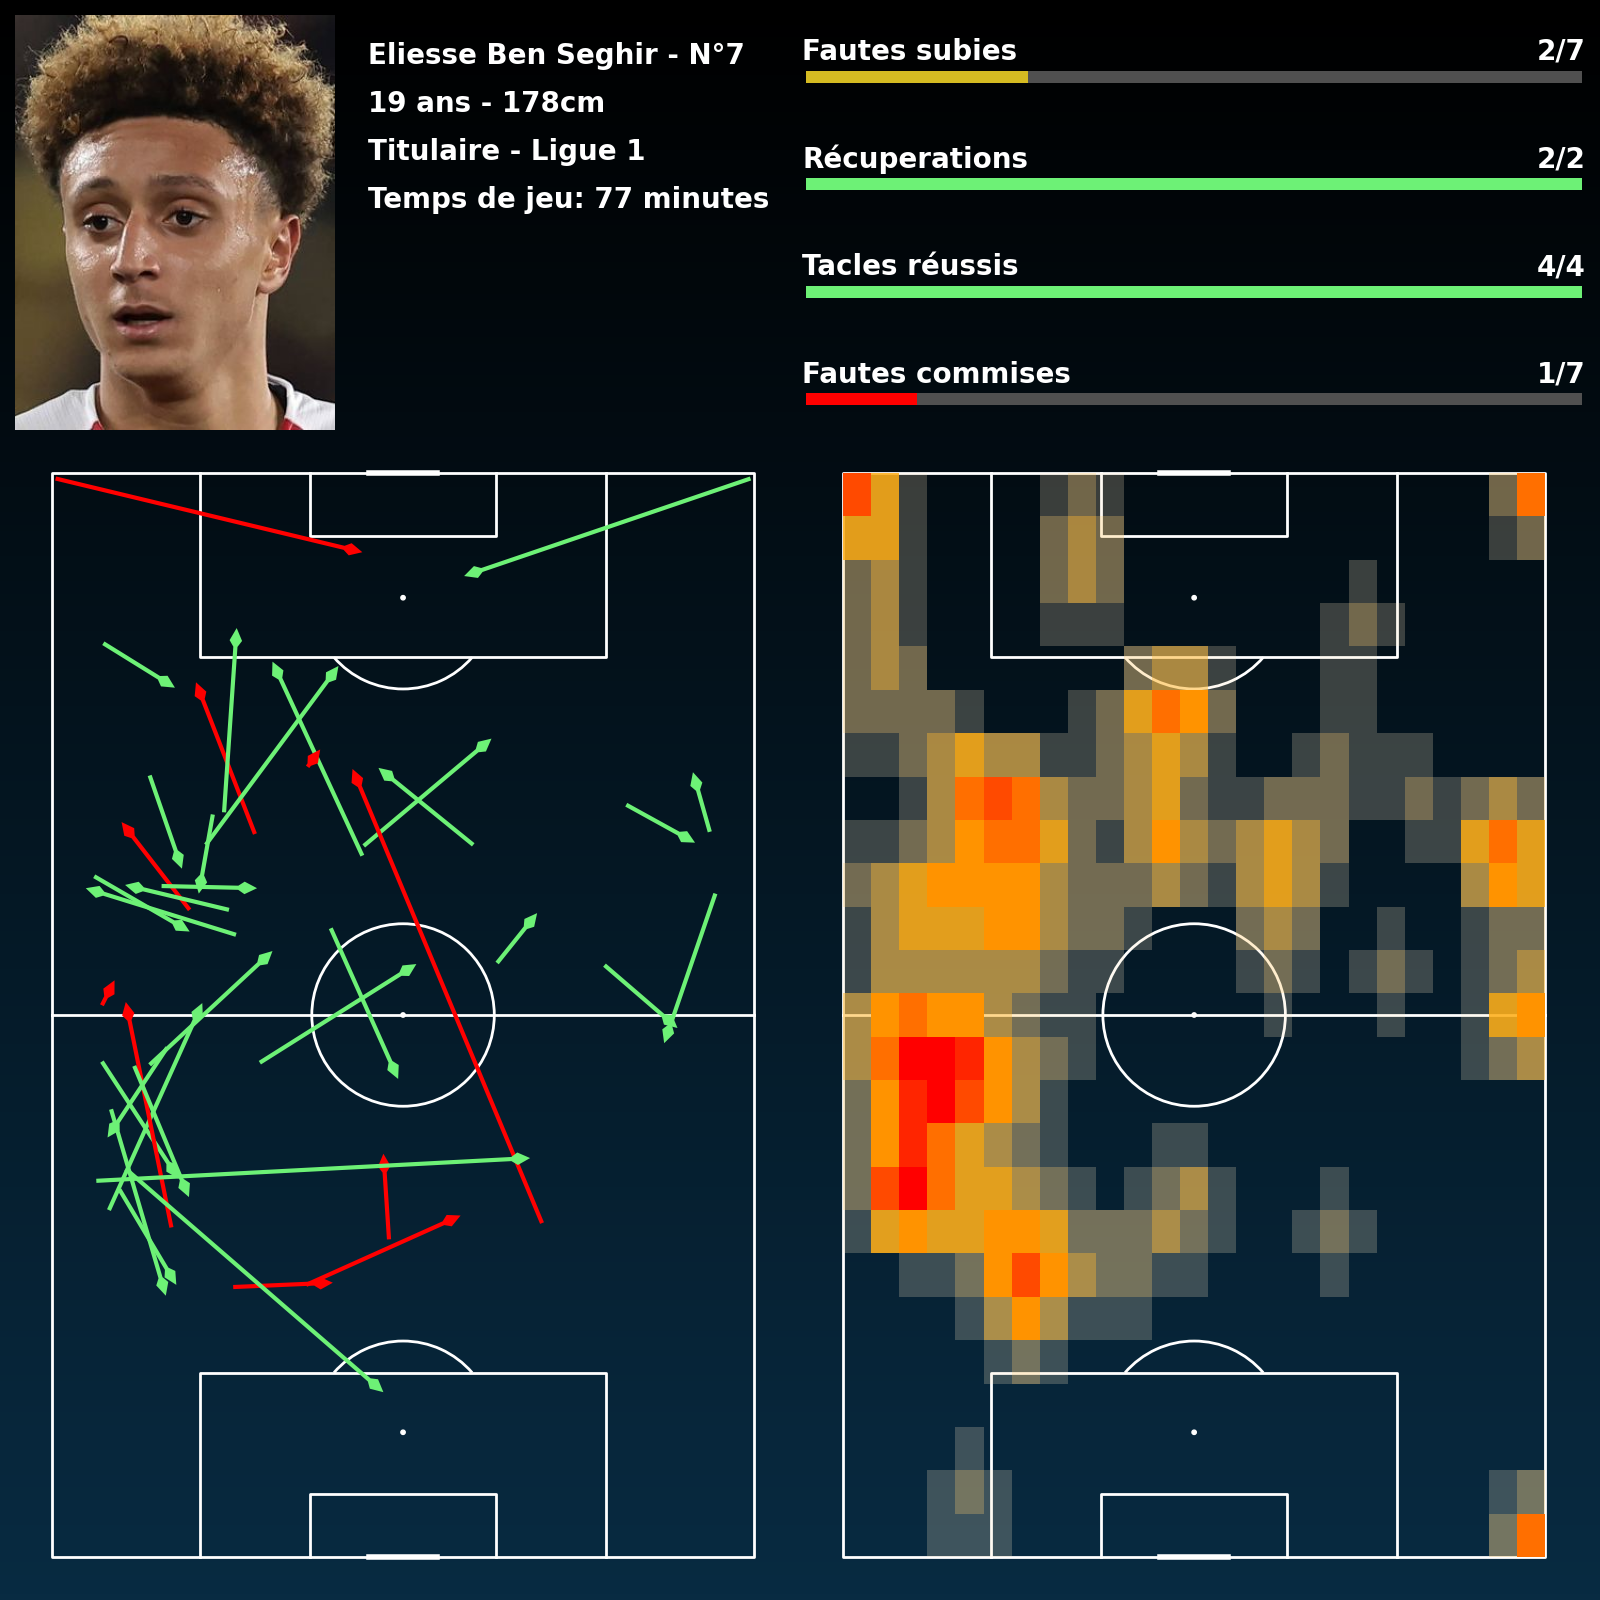 Eliesse Ben Seghir - N°7
19 ans - 178cm
Titulaire - Ligue 1
Temps de jeu: 77 minutes
Fautes subies 2/7
Récuperations 2/2
Tacles réussis 4/4
Fautes commises 1/7